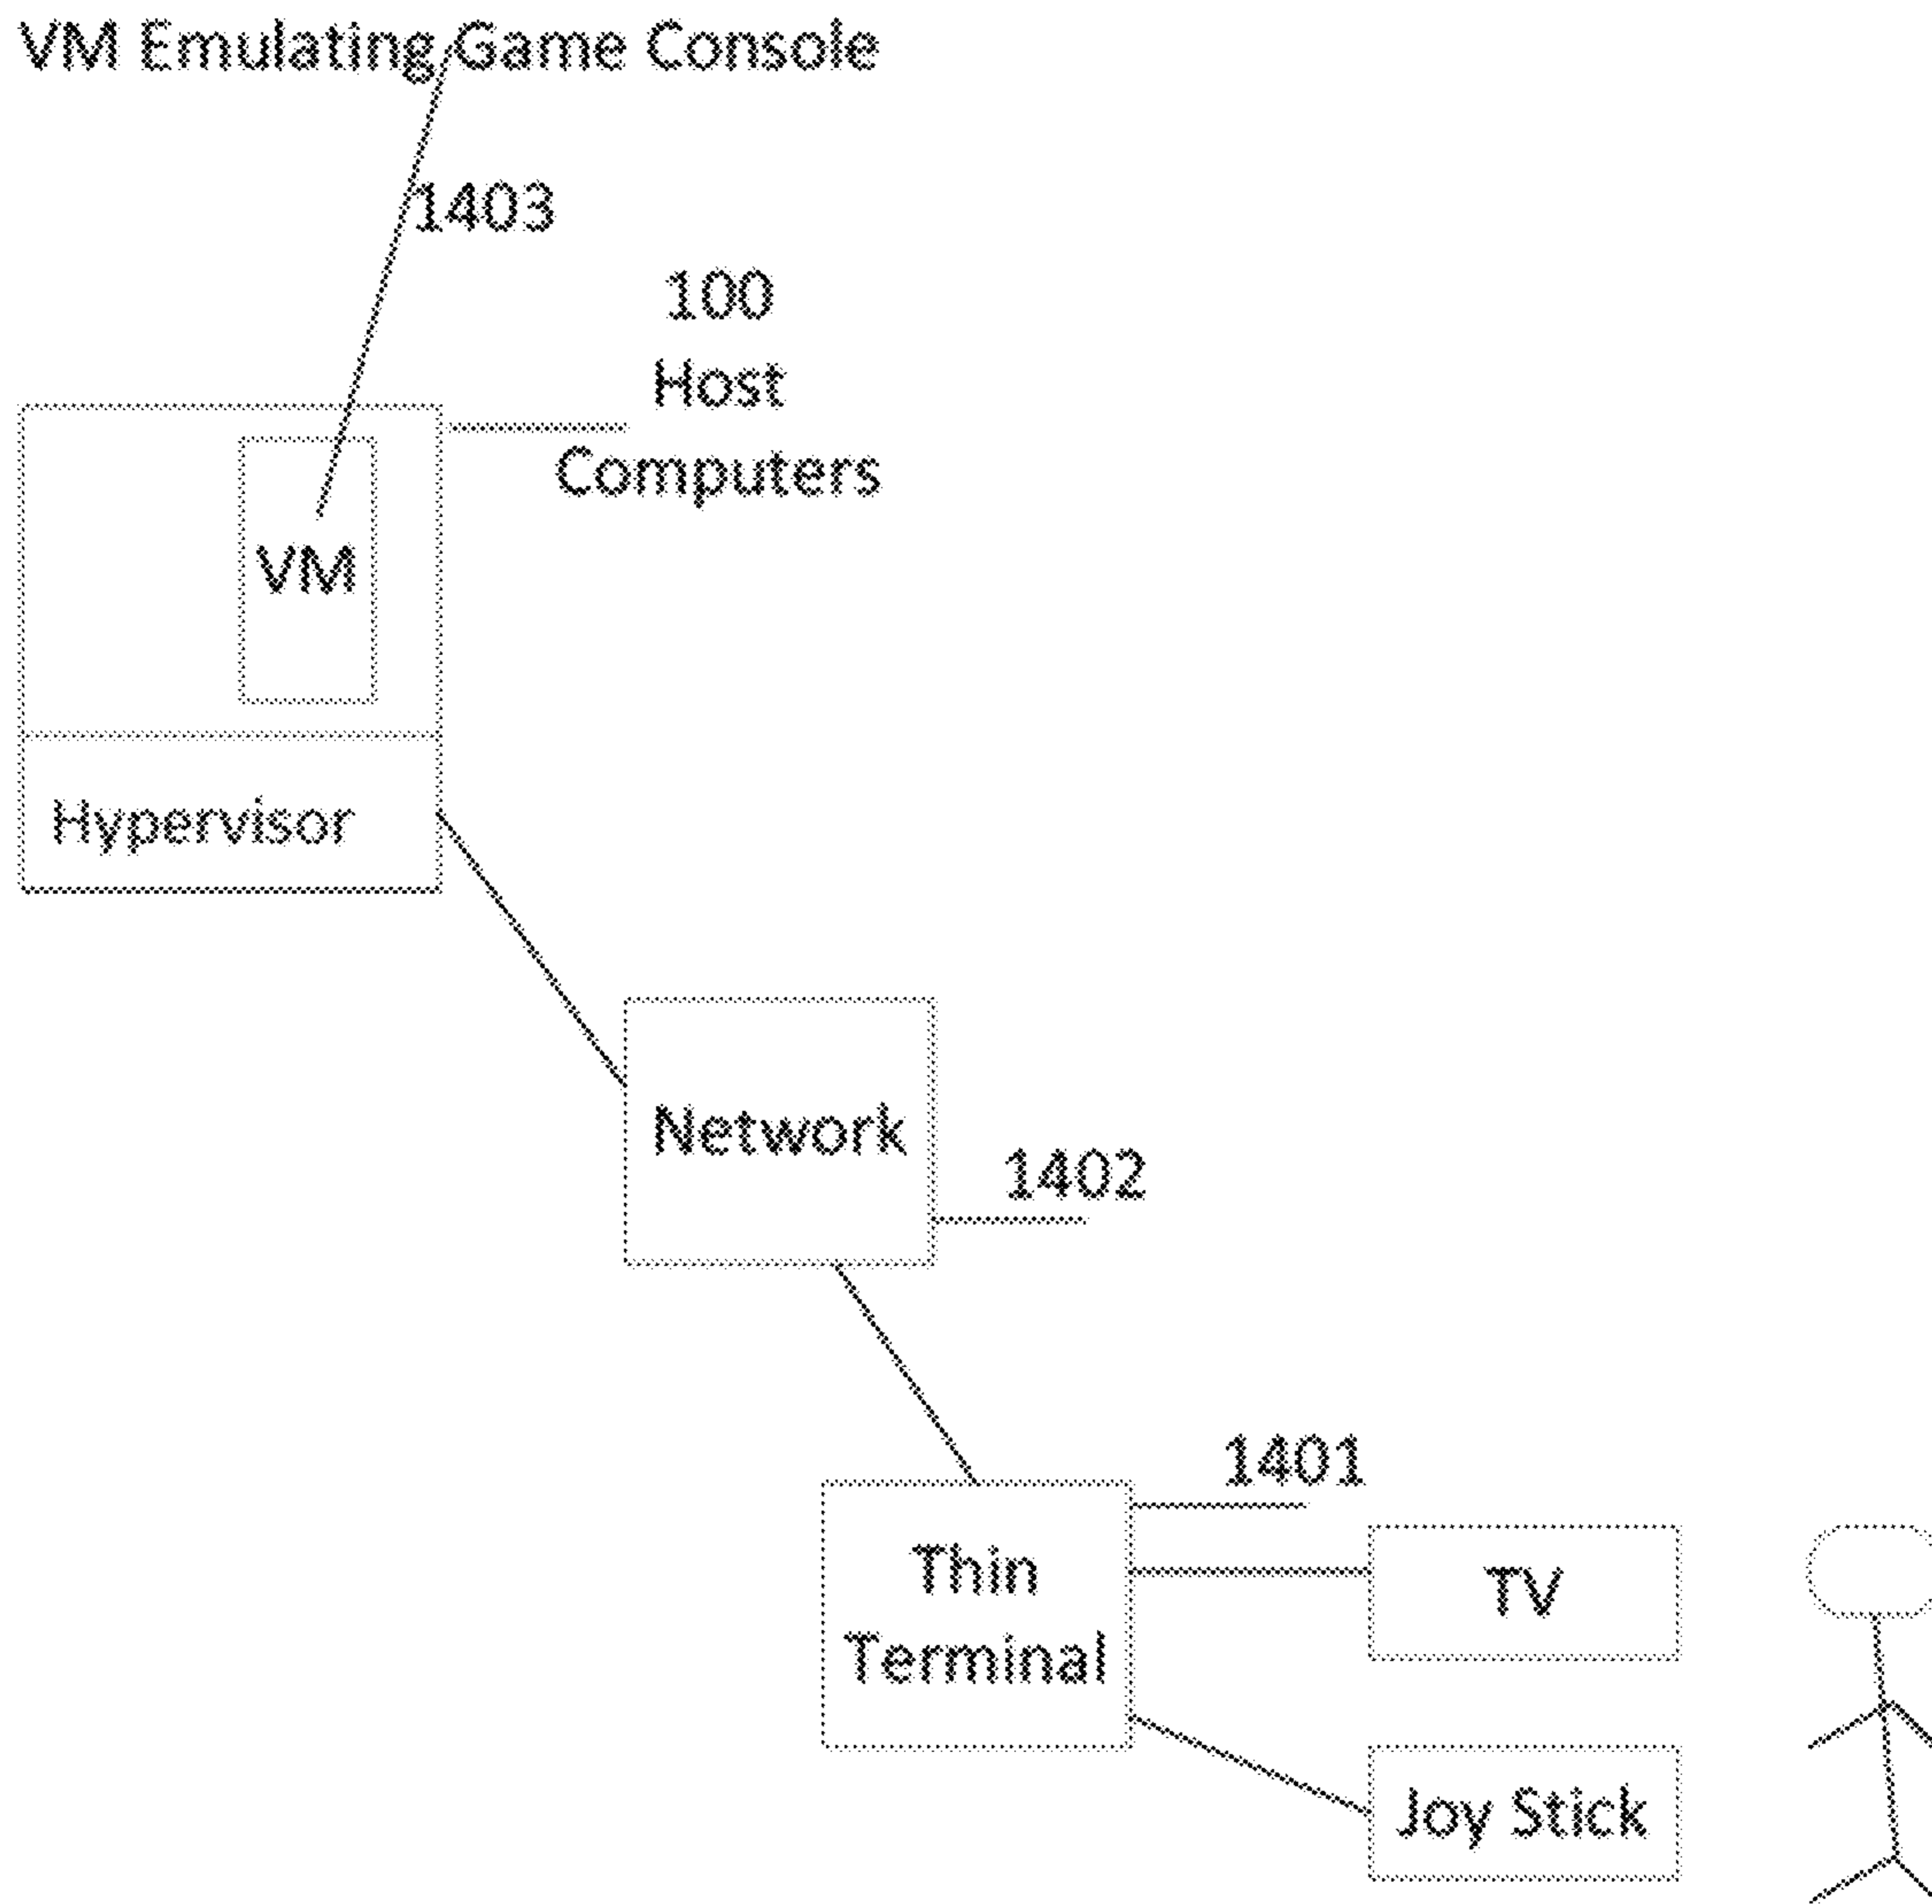 VM Emulating Game Console
1403
100
Host
Computers
VM
Hypervisor
Network
1402
1401
Thin
Terminal
TV
Joy Stick